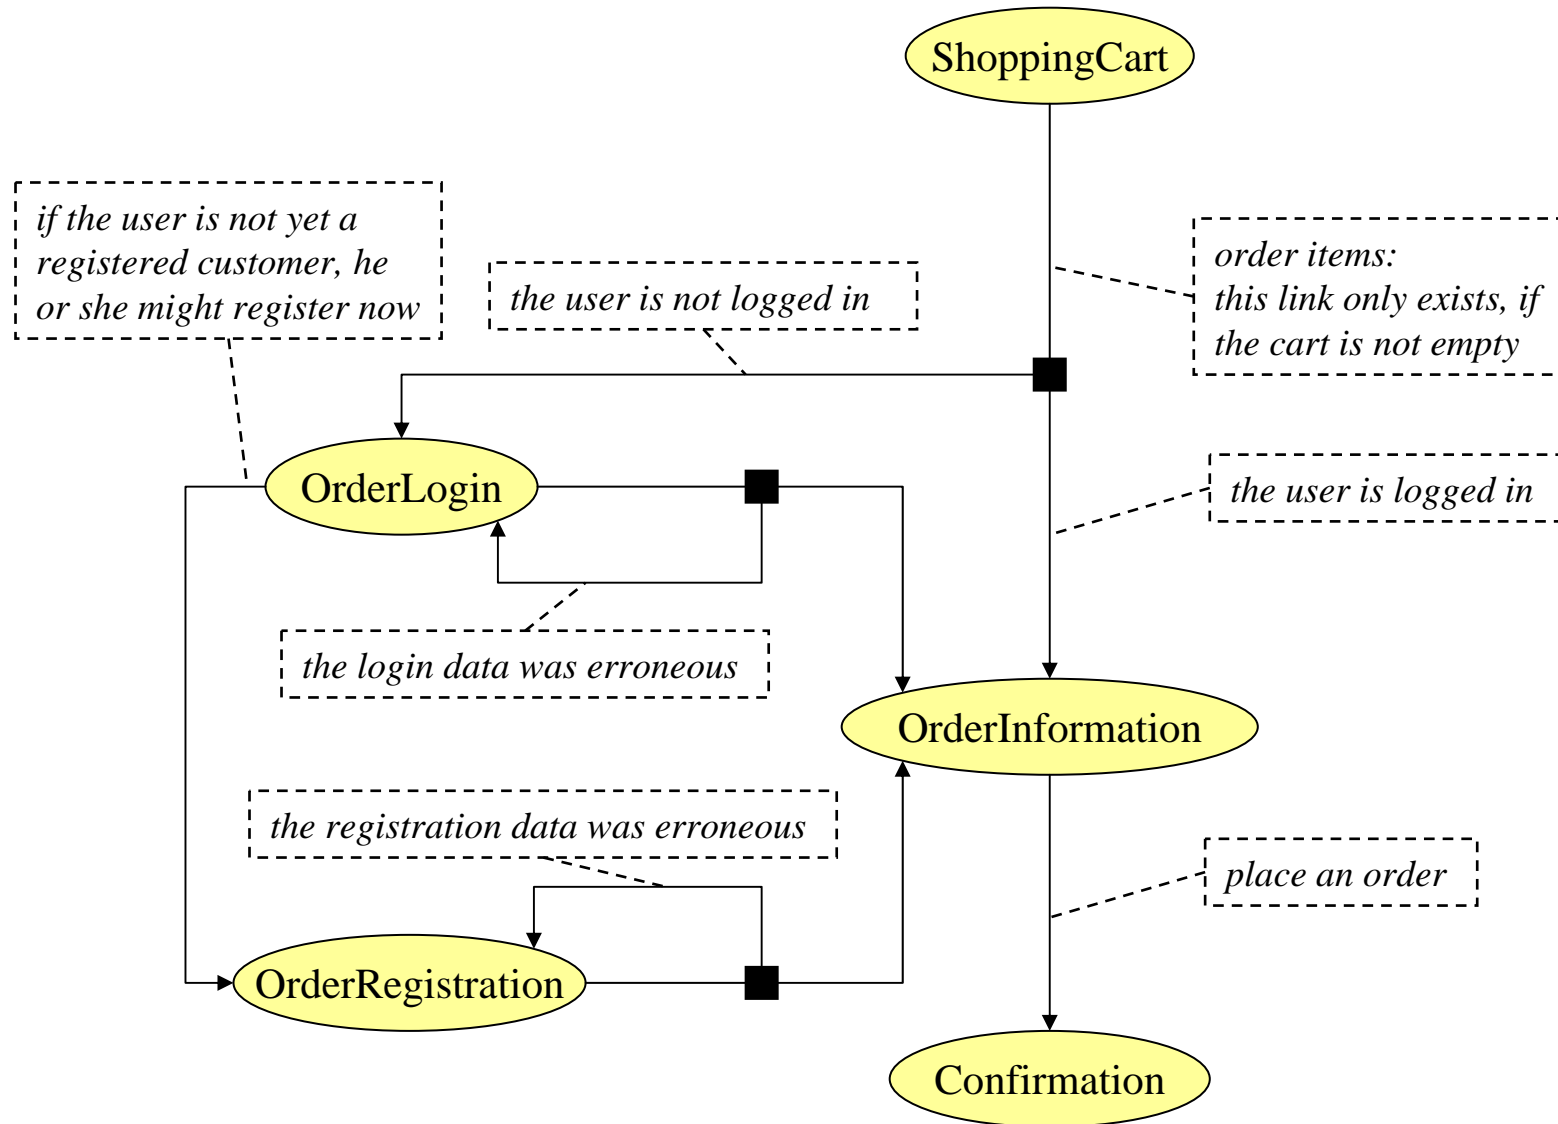 ShoppingCart
if the user is not yet a
registered customer, he
or she might register now
the user is not logged in
order items:
this link only exists, if
the cart is not empty
OrderLogin
the user is logged in
the login data was erroneous
OrderInformation
the registration data was erroneous
place an order
OrderRegistration
Confirmation